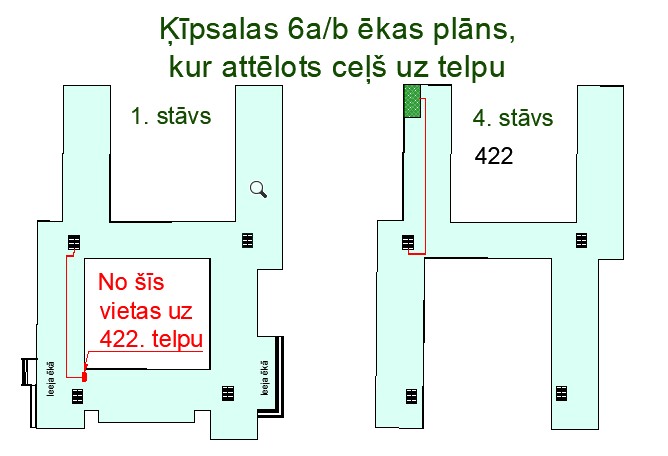 Ķīpsalas 6a/b ēkas plāns,
kur attēlots ceļš uz telpu
1. stāvs
4. stāvs
422
No šīs
vietas uz
422. telpu
Ieeja ēkā
Ieeja ēkā